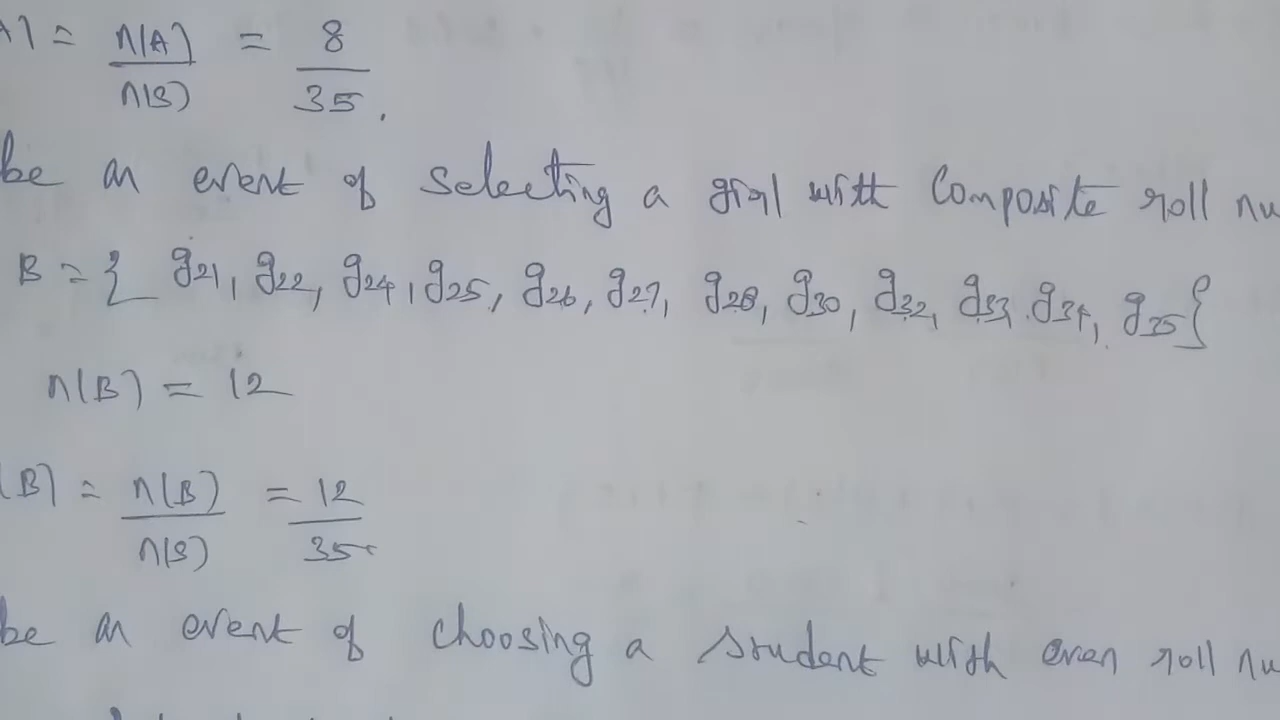 A) = n(A) / n(S) = 8 / 35.
be an event of selecting a girl with Composite roll nu
B = { g21, g22, g24, g25, g26, g27, g28, g30, g32, g33, g34, g35}
n(B) = 12
(B) = n(B) / n(S) = 12 / 35
be an event of choosing a student with even roll nu